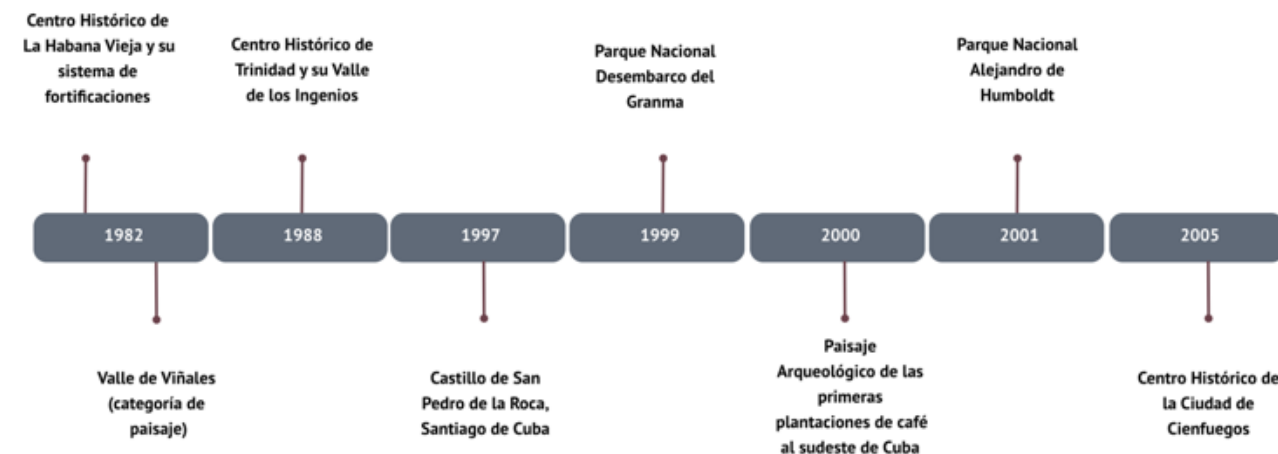 Centro Histórico de
La Habana Vieja y su
sistema de
fortificaciones
Centro Histórico de
Trinidad y su Valle
de los Ingenios
Parque Nacional
Desembarco del
Granma
Parque Nacional
Alejandro de
Humboldt
1982
1988
1997
1999
2000
2001
2005
Valle de Viñales
(categoría de
paisaje)
Castillo de San
Pedro de la Roca,
Santiago de Cuba
Paisaje
Arqueológico de las
primeras
plantaciones de café
al sudeste de Cuba
Centro Histórico de
la Ciudad de
Cienfuegos